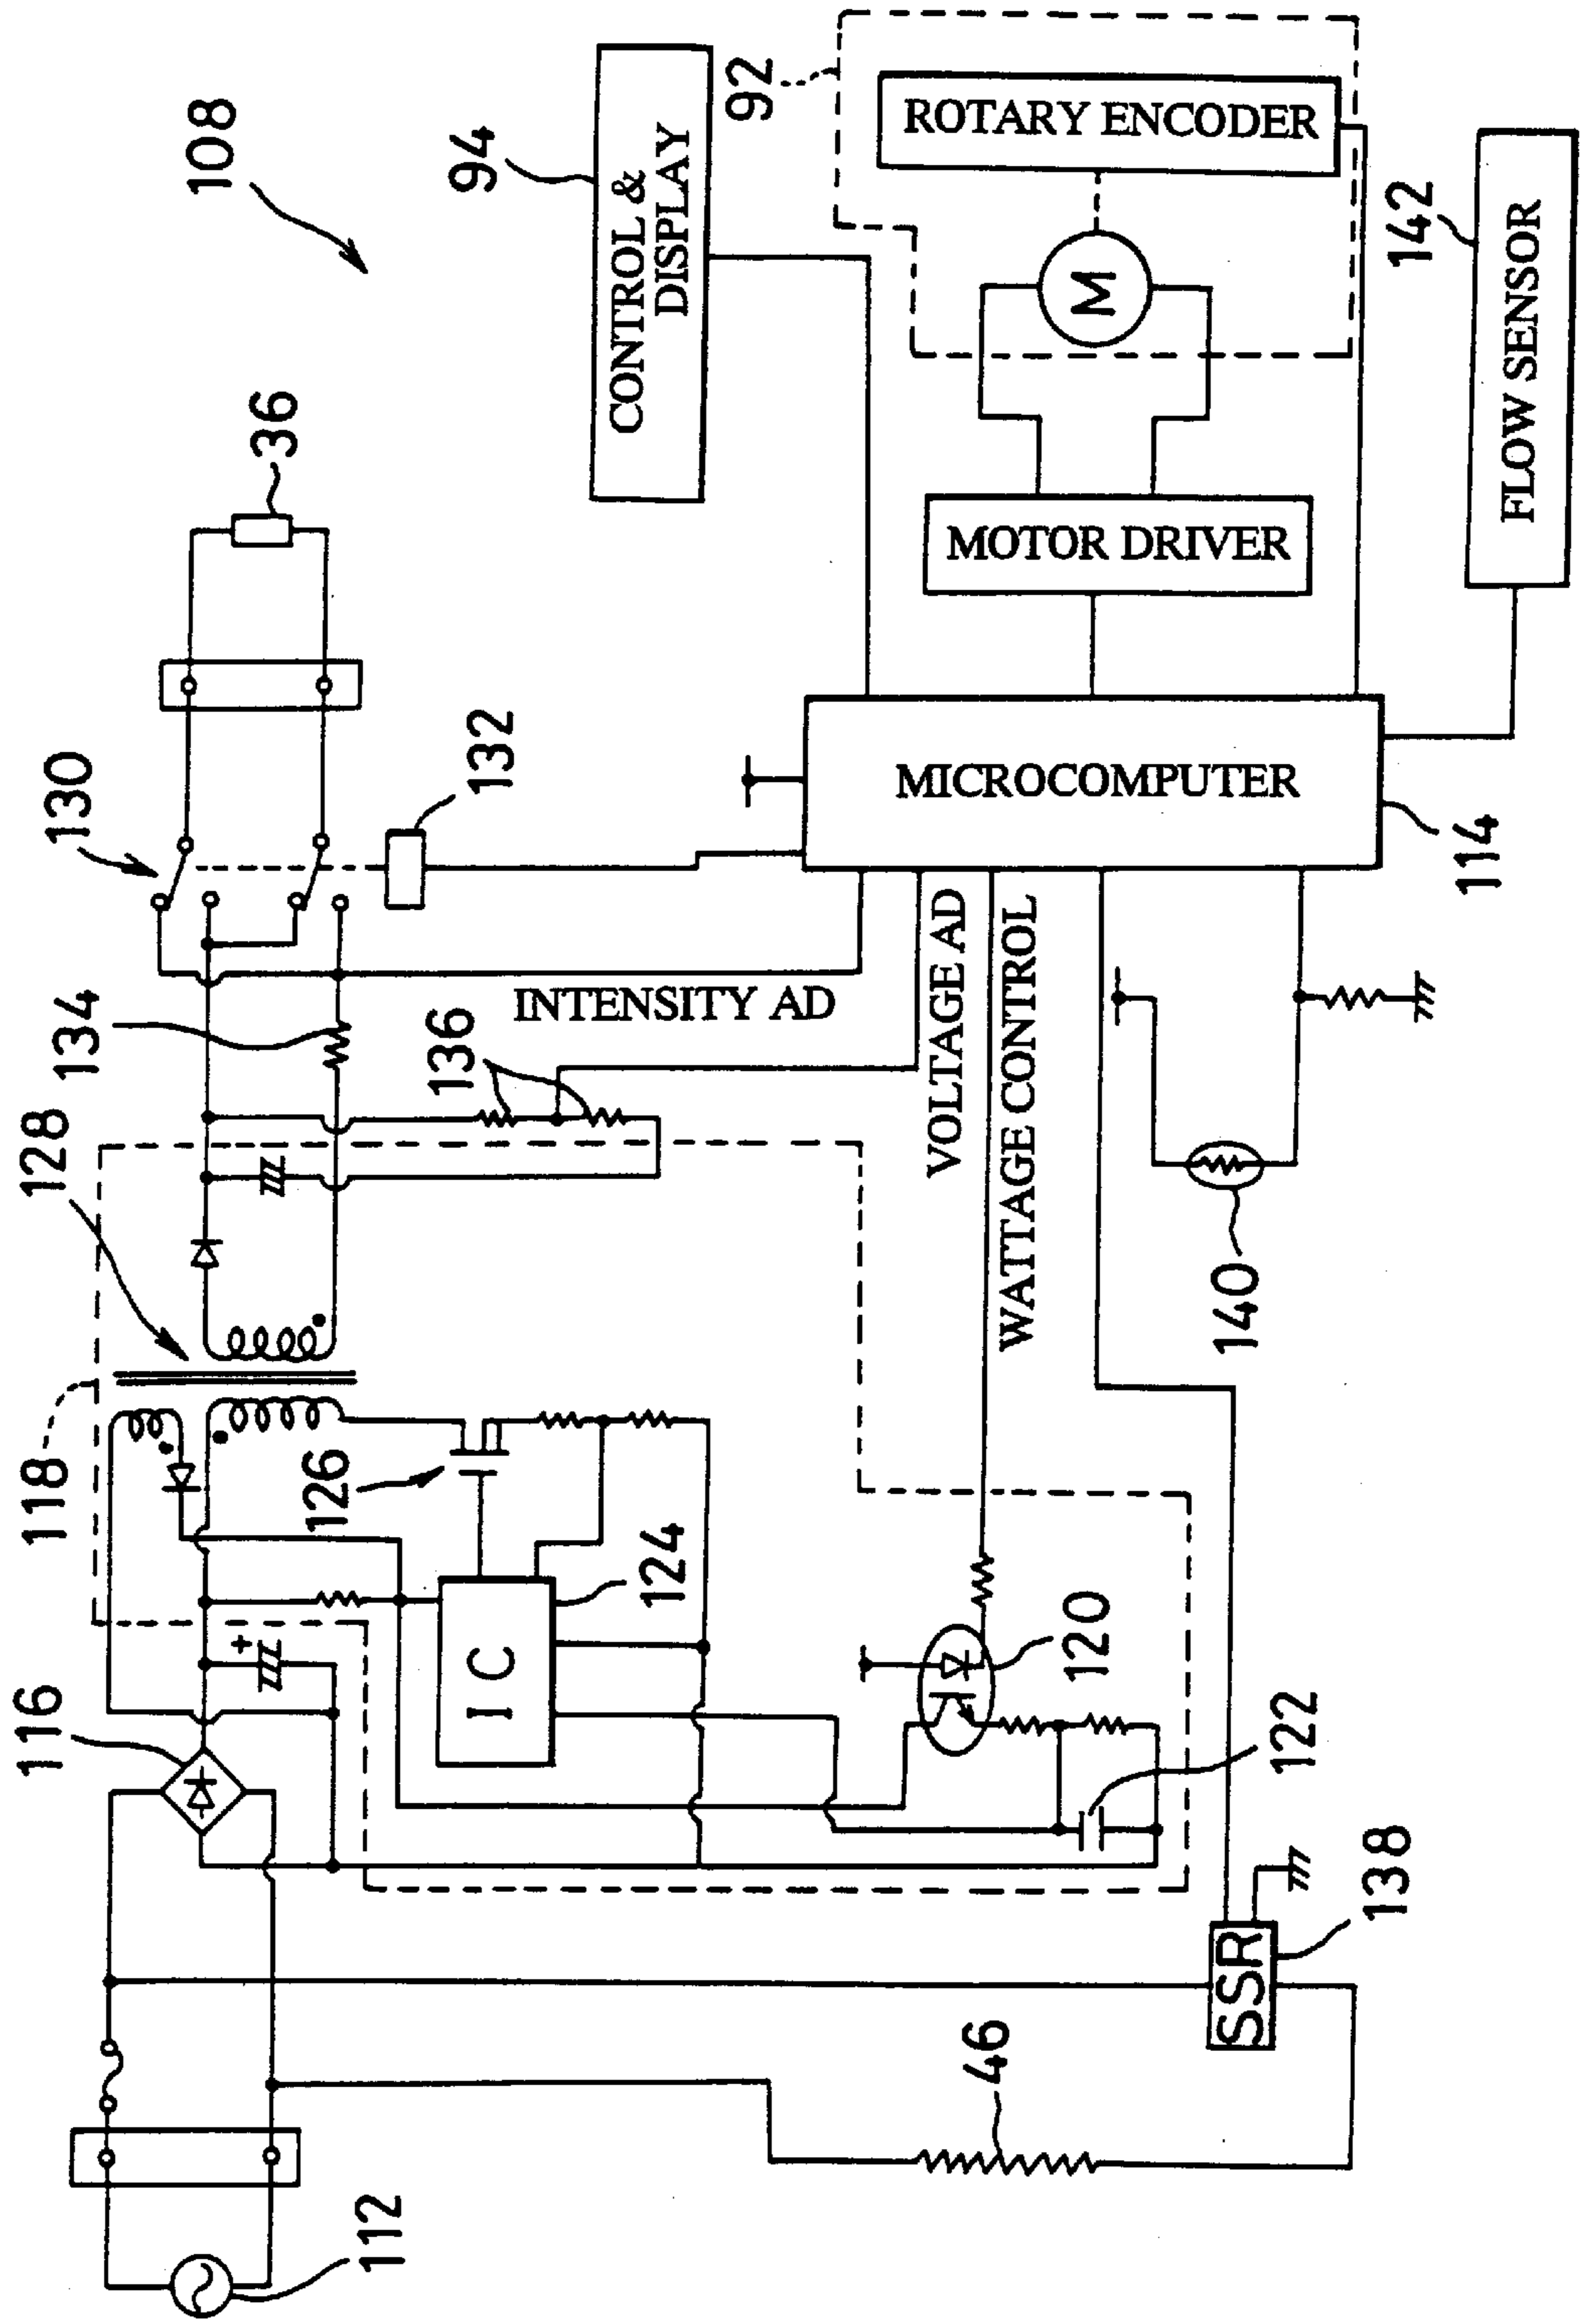 108
118
128
134
130
36
116
126
136
132
94
CONTROL &
DISPLAY
92
ROTARY ENCODER
M
112
IC
124
INTENSITY AD
MOTOR DRIVER
VOLTAGE AD
WATTAGE CONTROL
MICROCOMPUTER
46
120
122
140
114
142
FLOW SENSOR
SSR
138
+